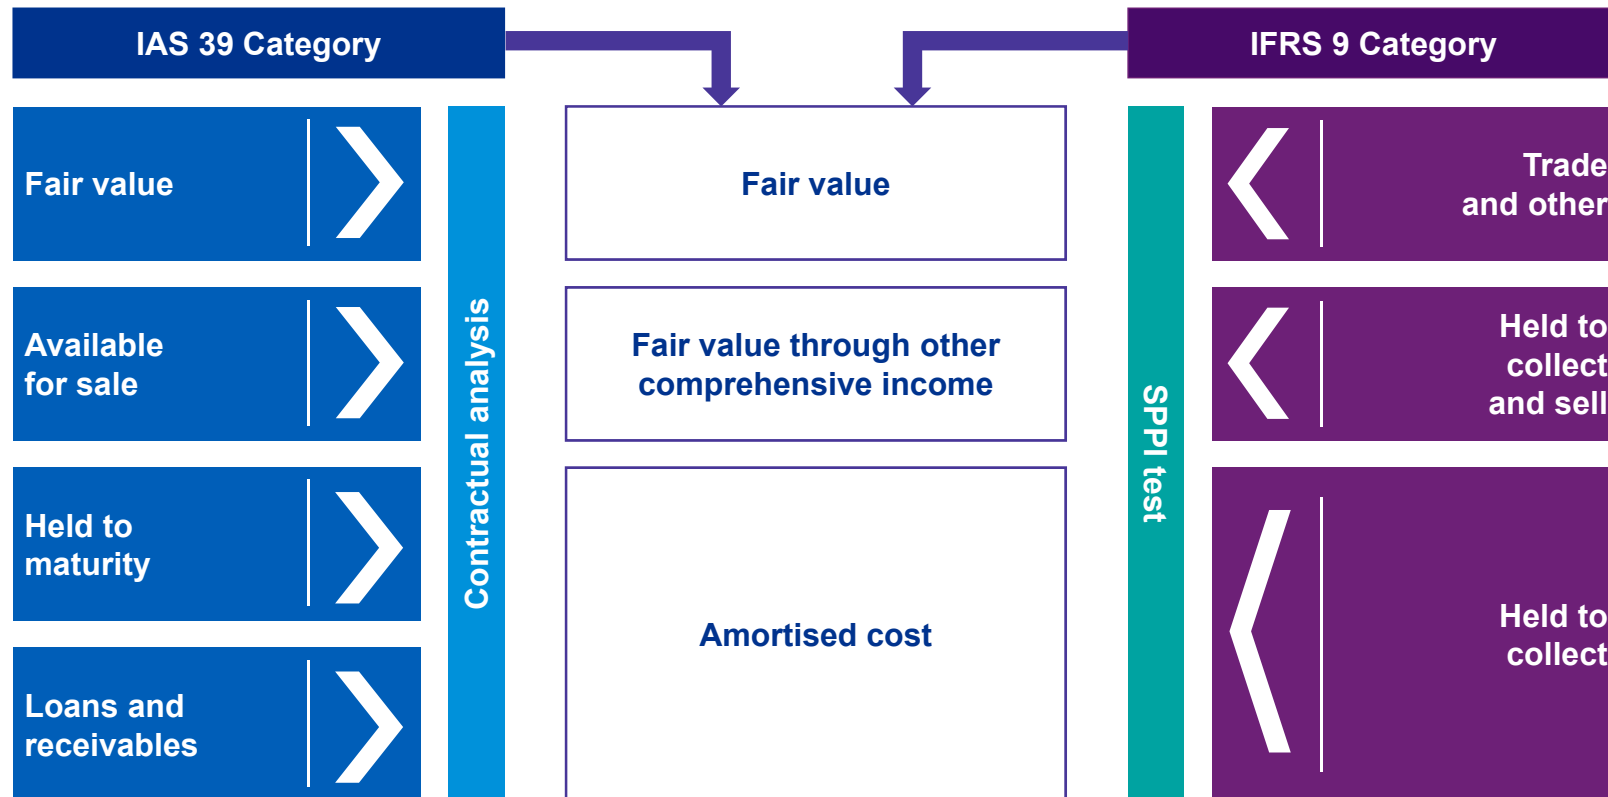 IAS 39 Category
IFRS 9 Category
Fair value
Available
for sale
Held to
maturity
Loans and
receivables
Contractual analysis
Fair value
Fair value through other
comprehensive income
Amortised cost
SPPI test
Trade
and other
Held to
collect
and sell
Held to
collect